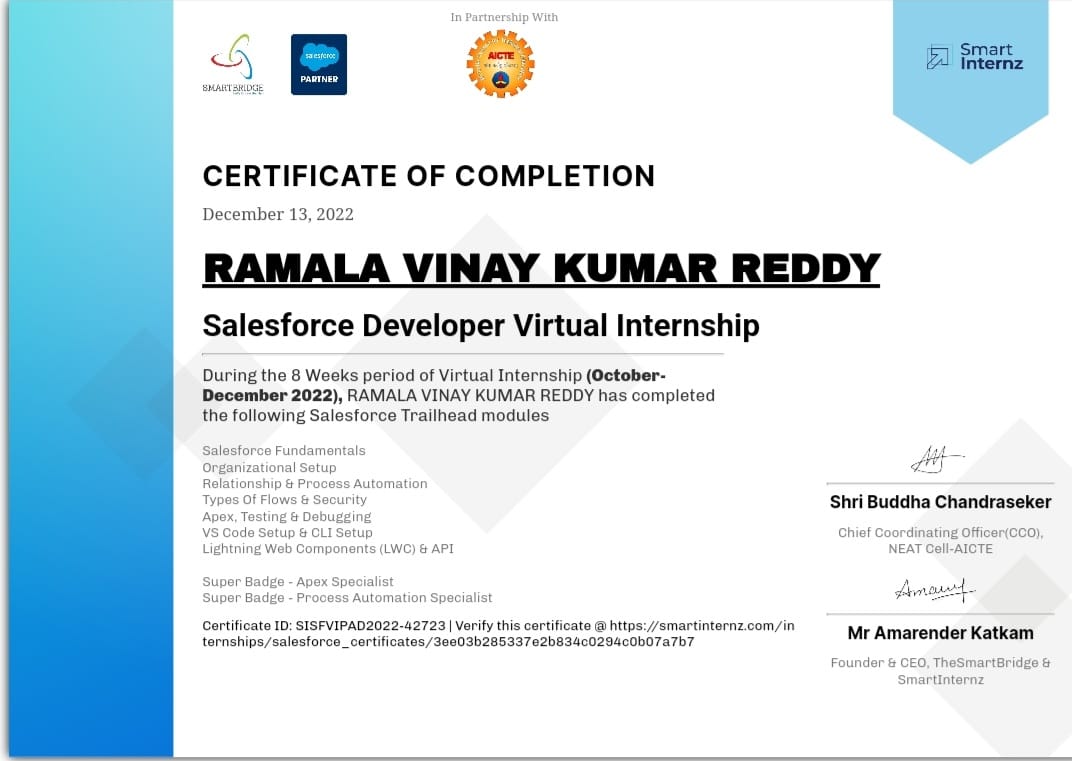 In Partnership With
SMARTBRIDGE
salesforce
PARTNER
AICTE
Smart
Internz
CERTIFICATE OF COMPLETION
December 13, 2022
RAMALA VINAY KUMAR REDDY
Salesforce Developer Virtual Internship
During the 8 Weeks period of Virtual Internship (October-
December 2022), RAMALA VINAY KUMAR REDDY has completed
the following Salesforce Trailhead modules
Salesforce Fundamentals
Organizational Setup
Relationship & Process Automation
Types Of Flows & Security
Apex, Testing & Debugging
VS Code Setup & CLI Setup
Lightning Web Components (LWC) & API
Super Badge - Apex Specialist
Super Badge - Process Automation Specialist
Certificate ID: SISFVIPAD2022-42723 | Verify this certificate @ https://smartinternz.com/in
ternships/salesforce_certificates/3ee03b285337e2b834c0294c0b07a7b7
Shri Buddha Chandraseker
Chief Coordinating Officer(CCO),
NEAT Cell-AICTE
Mr Amarender Katkam
Founder & CEO, TheSmartBridge &
SmartInternz